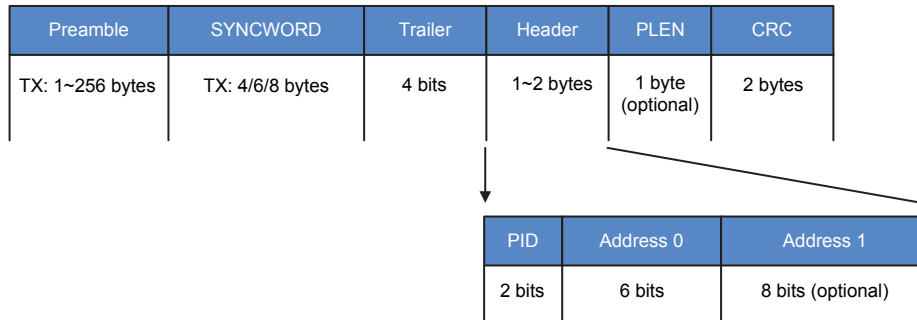 Preamble SYNCWORD Trailer Header PLEN CRC
TX: 1~256 bytes TX: 4/6/8 bytes 4 bits 1~2 bytes 1 byte 2 bytes
(optional)
PID Address 0 Address 1
2 bits 6 bits 8 bits (optional)